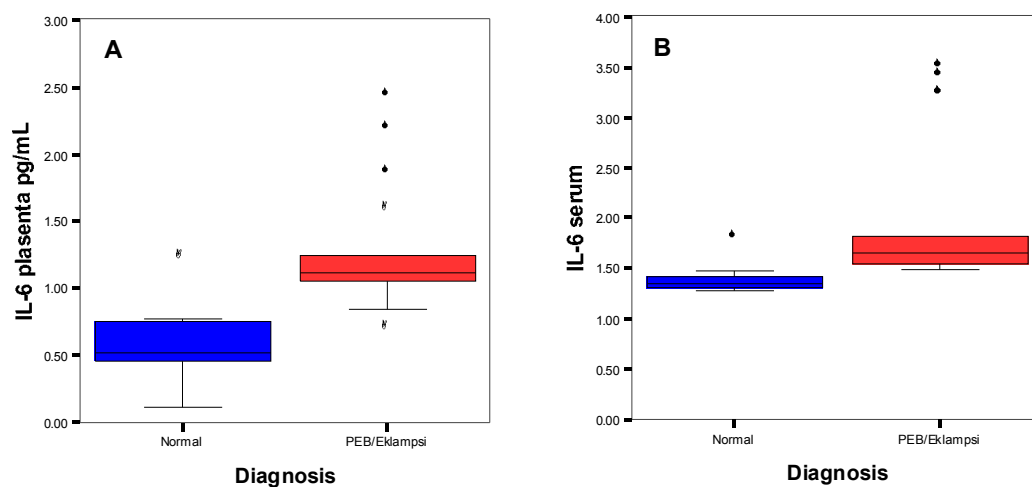 A
IL-6 plasenta pg/mL
3.00
2.50
2.00
1.50
1.00
0.50
0.00
Normal
PEB/Eklampsi
Diagnosis
B
IL-6 serum
4.00
3.50
3.00
2.50
2.00
1.50
1.00
0.50
0.00
Normal
PEB/Eklampsi
Diagnosis